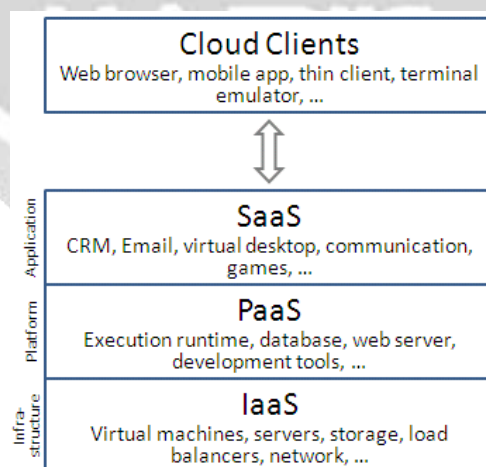 Cloud Clients
Web browser, mobile app, thin client, terminal
emulator, ...
Application
SaaS
CRM, Email, virtual desktop, communication,
games, ...
Platform
PaaS
Execution runtime, database, web server,
development tools, ...
Infra-
structure
IaaS
Virtual machines, servers, storage, load
balancers, network, ...